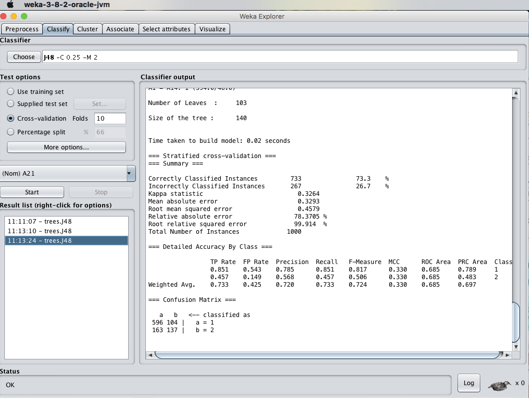 weka-3-8-2-oracle-jvm
Weka Explorer
Preprocess Classify Cluster Associate Select attributes Visualize
Classifier
Choose J48 -C 0.25 -M 2
Test options
Use training set
Supplied test set Set...
Cross-validation Folds 10
Percentage split % 66
More options...
(Nom) A21
Start Stop
Result list (right-click for options)
11:11:07 - trees.J48
11:13:10 - trees.J48
11:13:24 - trees.J48
Classifier output
Number of Leaves : 103
Size of the tree : 140
Time taken to build model: 0.02 seconds
=== Stratified cross-validation ===
=== Summary ===
Correctly Classified Instances 733 73.3 %
Incorrectly Classified Instances 267 26.7 %
Kappa statistic 0.3264
Mean absolute error 0.3293
Root mean squared error 0.4579
Relative absolute error 78.3705 %
Root relative squared error 99.914 %
Total Number of Instances 1000
=== Detailed Accuracy By Class ===
TP Rate FP Rate Precision Recall F-Measure MCC ROC Area PRC Area Class
0.851 0.543 0.785 0.851 0.817 0.330 0.685 0.789 1
0.457 0.149 0.568 0.457 0.506 0.330 0.685 0.483 2
Weighted Avg. 0.733 0.425 0.720 0.733 0.724 0.330 0.685 0.697
=== Confusion Matrix ===
a b <-- classified as
596 104 | a = 1
163 137 | b = 2
Status
OK
Log
x 0